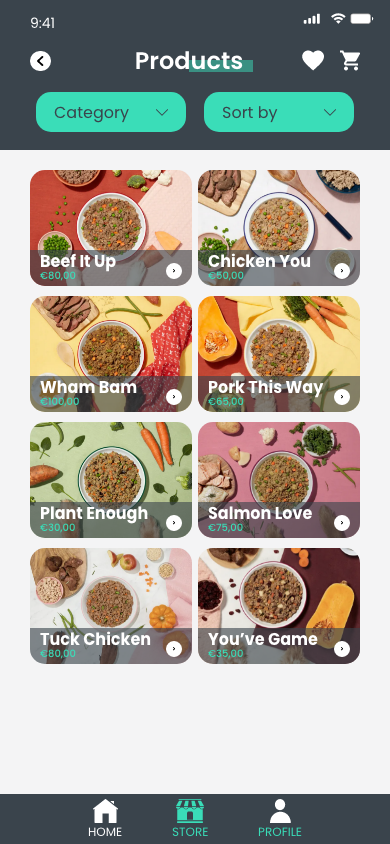 9:41
Products
Category
Sort by
Beef It Up
€80,00
Chicken You
€60,00
Wham Bam
€100,00
Pork This Way
€65,00
Plant Enough
€30,00
Salmon Love
€75,00
Tuck Chicken
€80,00
You’ve Game
€35,00
HOME
STORE
PROFILE